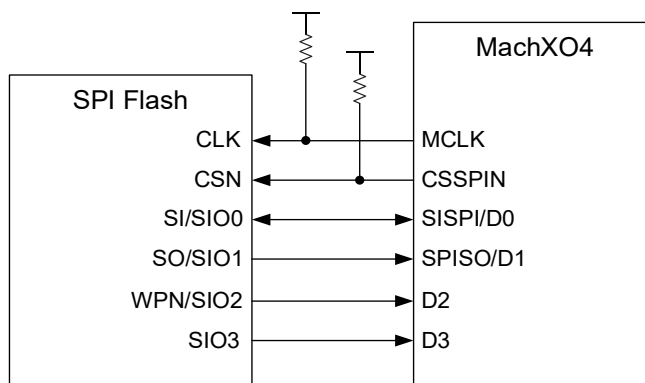 MachXO4
SPI Flash
CLK MCLK
CSN CSSPIN
SI/SIO0 SISPI/D0
SO/SIO1 SPISO/D1
WPN/SIO2 D2
SIO3 D3